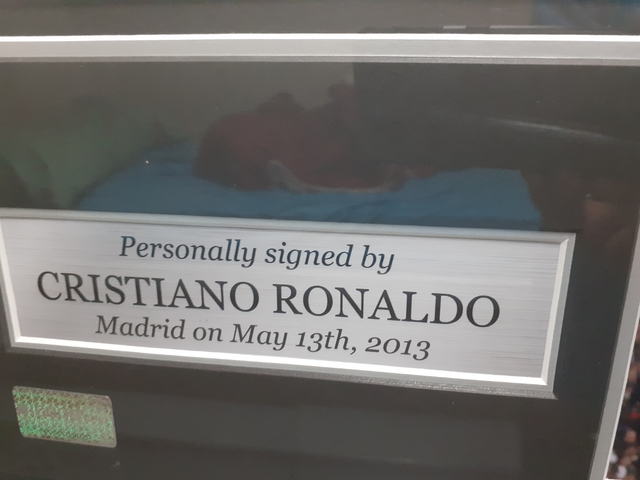 Personally signed by
CRISTIANO RONALDO
Madrid on May 13th, 2013